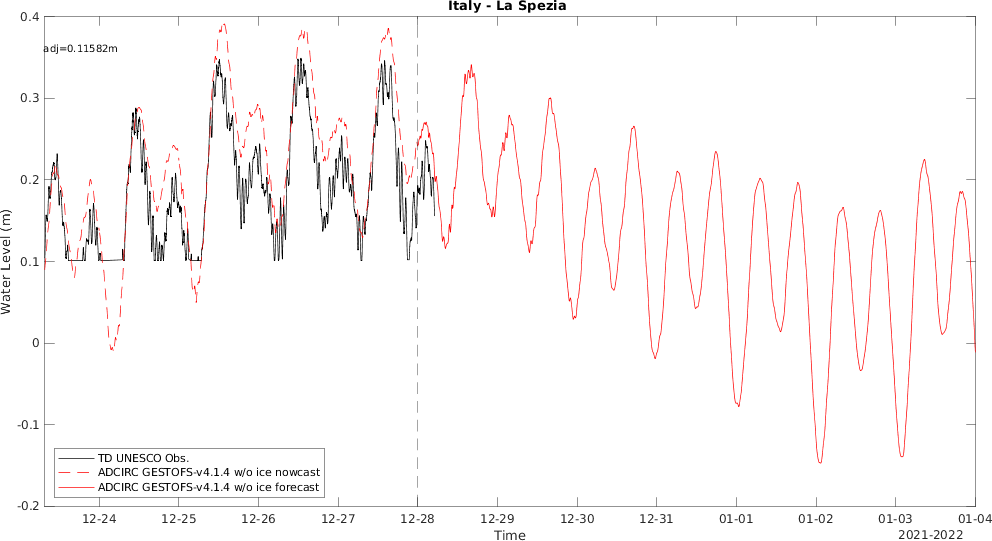 Italy - La Spezia
adj=0.11582m
0.4
0.3
0.2
0.1
0
-0.1
-0.2
Water Level (m)
TD UNESCO Obs.
ADCIRC GESTOFS-v4.1.4 w/o ice nowcast
ADCIRC GESTOFS-v4.1.4 w/o ice forecast
12-24 12-25 12-26 12-27 12-28 12-29 12-30 12-31 01-01 01-02 01-03 01-04
Time
2021-2022